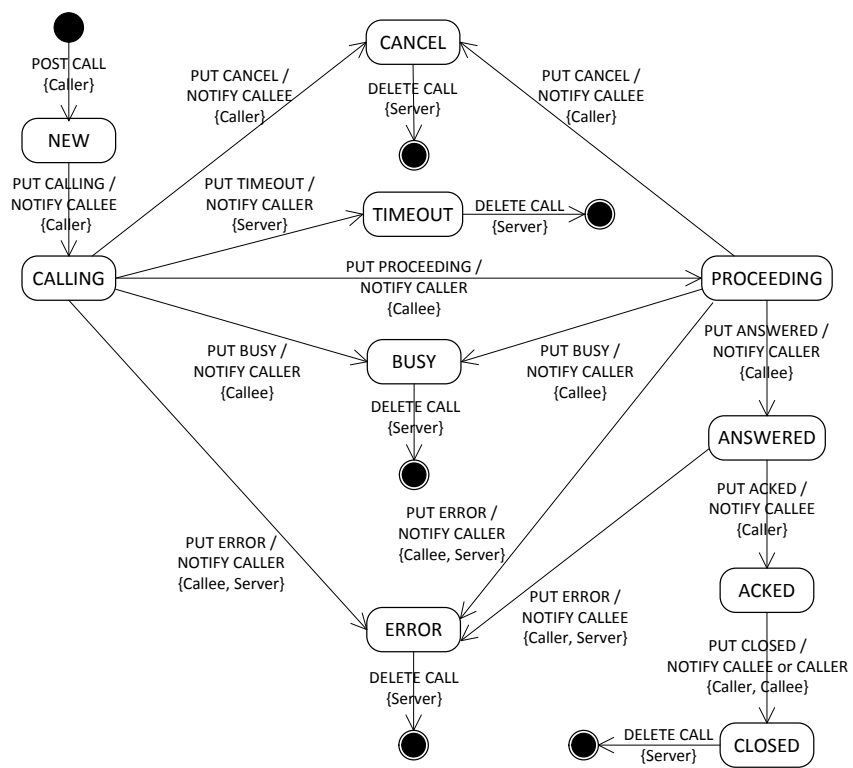 CANCEL
POST CALL
{Caller}
PUT CANCEL /
NOTIFY CALLEE
{Caller}
DELETE CALL
{Server}
PUT CANCEL /
NOTIFY CALLEE
{Caller}
NEW
PUT CALLING /
NOTIFY CALLEE
{Caller}
PUT TIMEOUT /
NOTIFY CALLER
{Server}
TIMEOUT
DELETE CALL
{Server}
CALLING
PUT PROCEEDING /
NOTIFY CALLER
{Callee}
PROCEEDING
PUT BUSY /
NOTIFY CALLER
{Callee}
BUSY
PUT BUSY /
NOTIFY CALLER
{Callee}
PUT ANSWERED /
NOTIFY CALLER
{Callee}
DELETE CALL
{Server}
ANSWERED
PUT ERROR /
NOTIFY CALLER
{Callee, Server}
PUT ERROR /
NOTIFY CALLER
{Callee, Server}
PUT ACKED /
NOTIFY CALLEE
{Caller}
ACKED
PUT ERROR /
NOTIFY CALLEE
{Caller, Server}
ERROR
PUT CLOSED /
NOTIFY CALLEE or CALLER
{Caller, Callee}
DELETE CALL
{Server}
DELETE CALL
{Server}
CLOSED